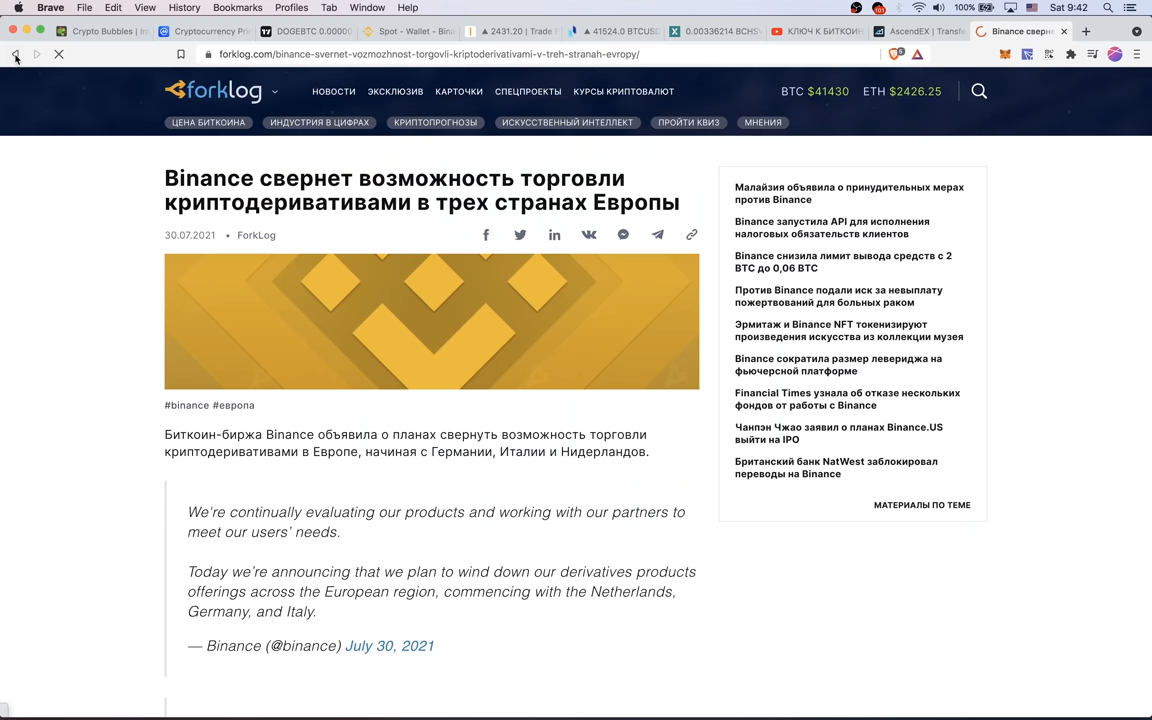 Brave File Edit View History Bookmarks Profiles Tab Window Help
101 100% Sat 9:42
Crypto Bubbles | In
Cryptocurrency Pri
DOGEBTC 0.00000
Spot - Wallet - Bin
▲ 2431.20 | Trade
▲ 41524.0 BTCUSD
0.00336214 BCHSV
КЛЮЧ К БИТКОИН
AscendEX | Transfe
Binance сверне
forklog.com/binance-svernet-vozmozhnost-torgovli-kriptoderivativami-v-treh-stranah-evropy/
forklog
НОВОСТИ ЭКСКЛЮЗИВ КАРТОЧКИ СПЕЦПРОЕКТЫ КУРСЫ КРИПТОВАЛЮТ
BTC $41430 ETH $2426.25
ЦЕНА БИТКОИНА ИНДУСТРИЯ В ЦИФРАХ КРИПТОПРОГНОЗЫ ИСКУССТВЕННЫЙ ИНТЕЛЛЕКТ ПРОЙТИ КВИЗ МНЕНИЯ
Binance свернет возможность торговли
криптодеривативами в трех странах Европы
30.07.2021 • ForkLog
#binance #европа
Биткоин-биржа Binance объявила о планах свернуть возможность торговли
криптодеривативами в Европе, начиная с Германии, Италии и Нидерландов.
We're continually evaluating our products and working with our partners to
meet our users’ needs.
Today we’re announcing that we plan to wind down our derivatives products
offerings across the European region, commencing with the Netherlands,
Germany, and Italy.
— Binance (@binance) July 30, 2021
Малайзия объявила о принудительных мерах
против Binance
Binance запустила API для исполнения
налоговых обязательств клиентов
Binance снизила лимит вывода средств с 2
BTC до 0,06 BTC
Против Binance подали иск за невыплату
пожертвований для больных раком
Эрмитаж и Binance NFT токенизируют
произведения искусства из коллекции музея
Binance сократила размер левериджа на
фьючерсной платформе
Financial Times узнала об отказе нескольких
фондов от работы с Binance
Чанпэн Чжао заявил о планах Binance.US
выйти на IPO
Британский банк NatWest заблокировал
переводы на Binance
МАТЕРИАЛЫ ПО ТЕМЕ